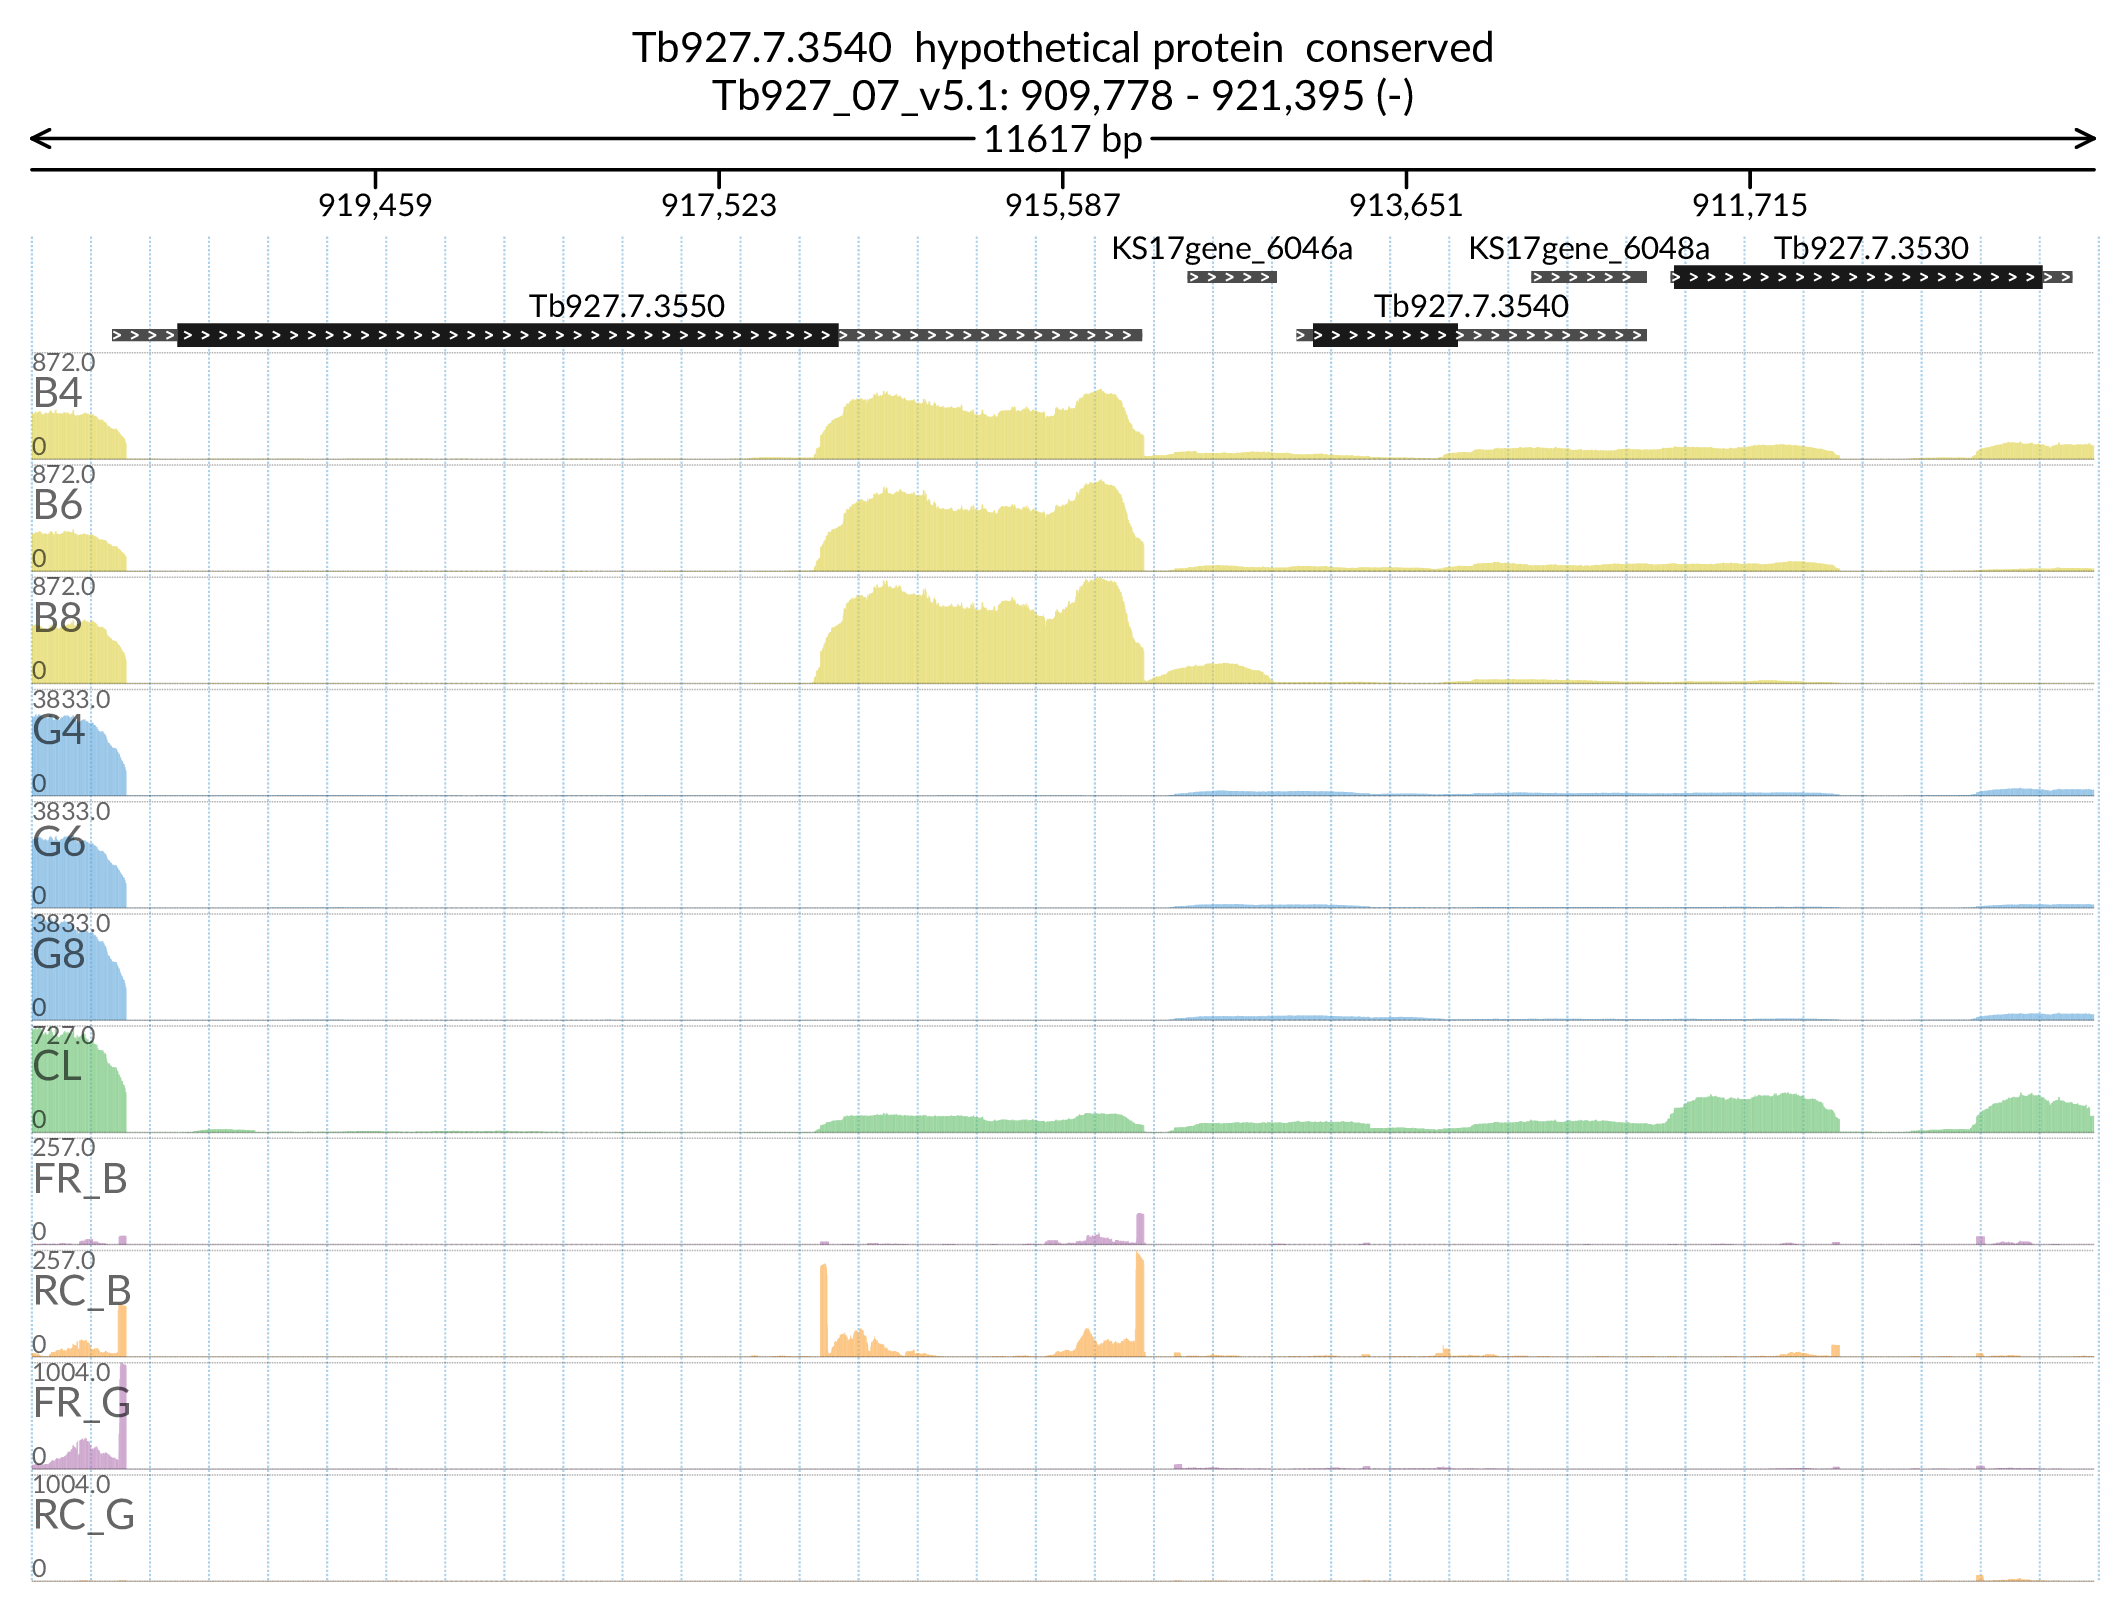 Tb927.7.3540  hypothetical protein  conserved
Tb927_07_v5.1: 909,778 - 921,395 (-)
11617 bp
919,459 917,523 915,587 913,651 911,715
KS17gene_6046a KS17gene_6048a Tb927.7.3530
Tb927.7.3550 Tb927.7.3540
872.0
B4
0
872.0
B6
0
872.0
B8
0
3833.0
G4
0
3833.0
G6
0
3833.0
G8
0
727.0
CL
0
257.0
FR_B
0
257.0
RC_B
0
1004.0
FR_G
0
1004.0
RC_G
0